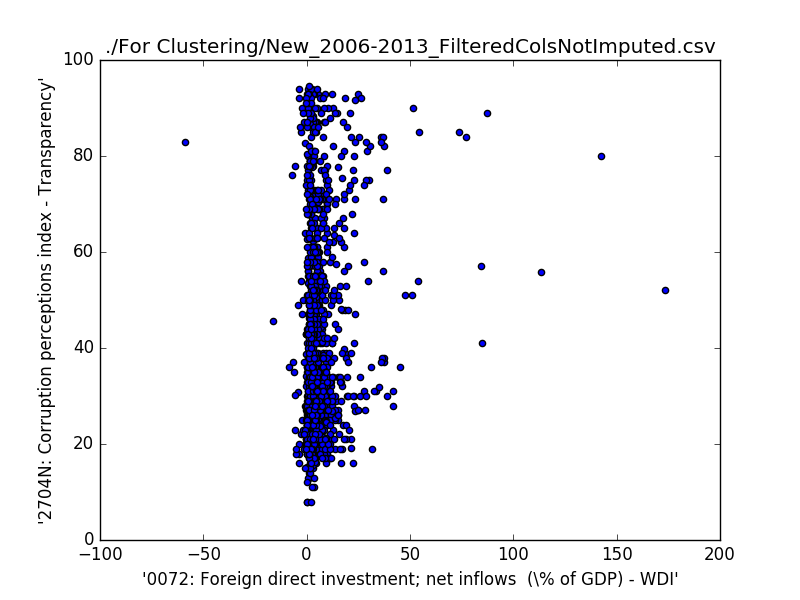 ./For Clustering/New_2006-2013_FilteredColsNotImputed.csv
100
80
60
40
20
0
'2704N: Corruption perceptions index - Transparency'
−100 −50 0 50 100 150 200
'0072: Foreign direct investment; net inflows  (\% of GDP) - WDI'